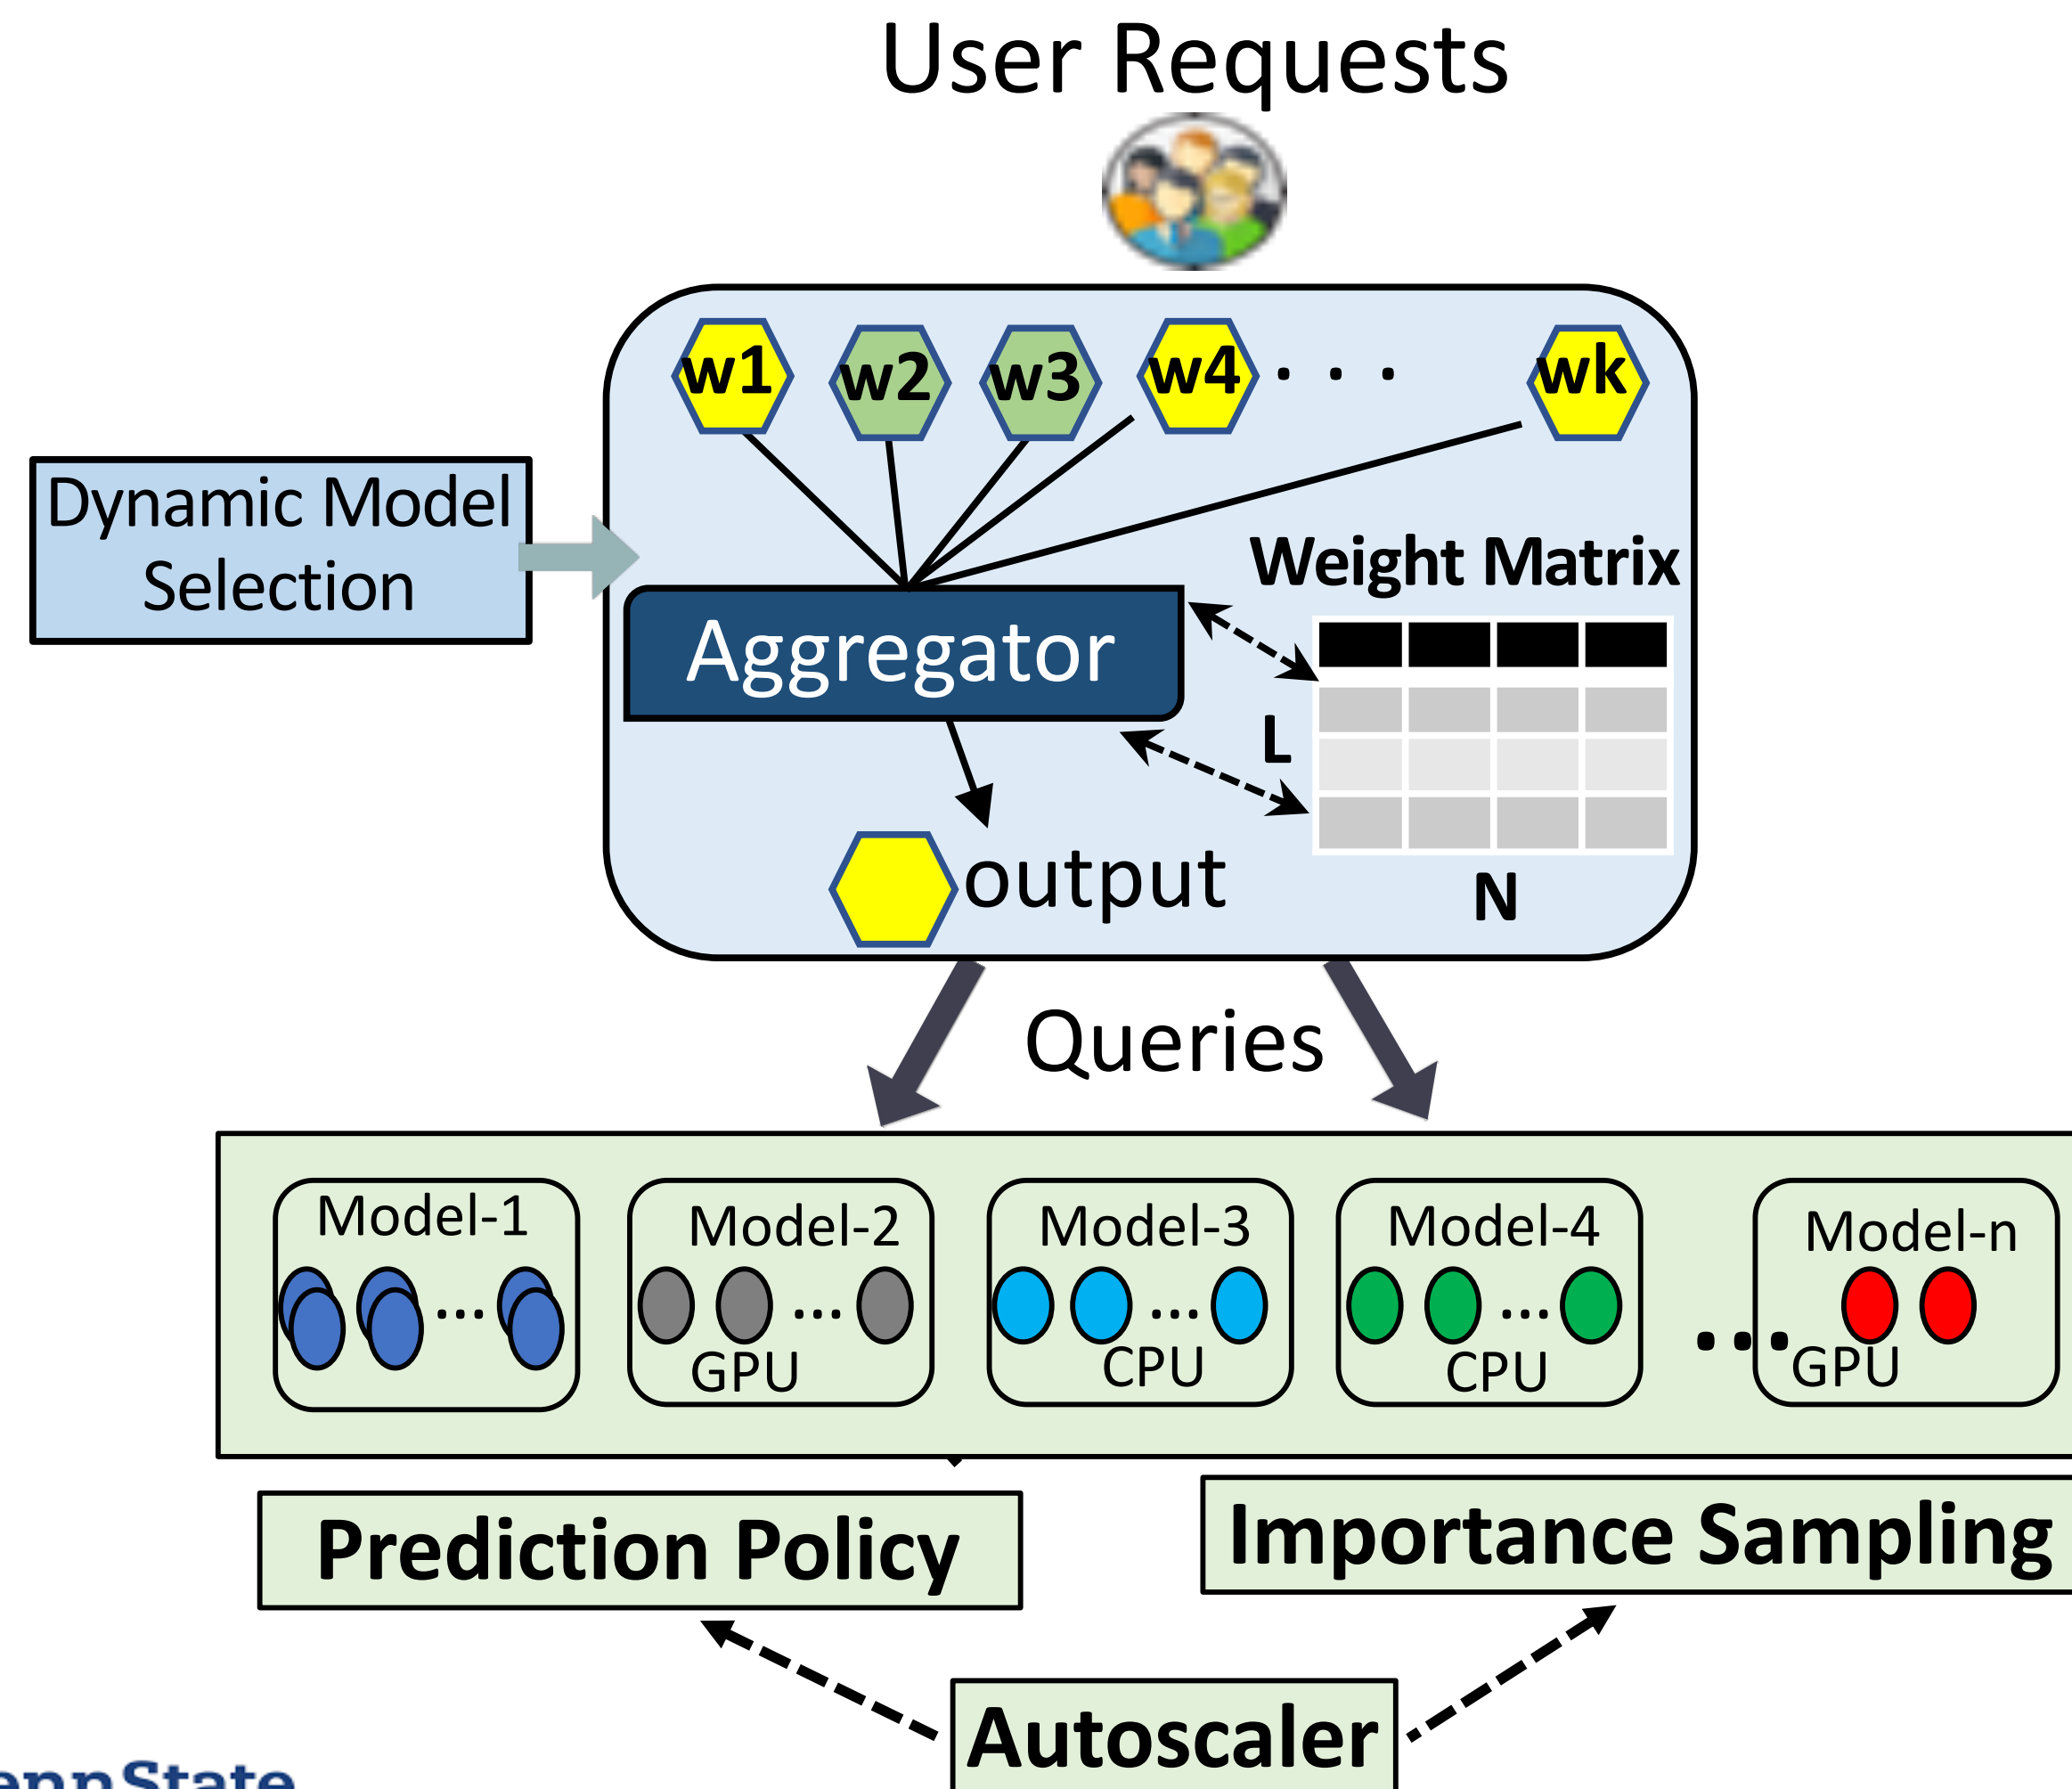 User Requests
w1 w2 w3 w4 ... wk
Dynamic Model
Selection
Weight Matrix
Aggregator
L
output
N
Queries
Model-1 Model-2 Model-3 Model-4 ... Model-n
... ... ... ...
GPU CPU CPU GPU
Prediction Policy
Importance Sampling
Autoscaler
ennState